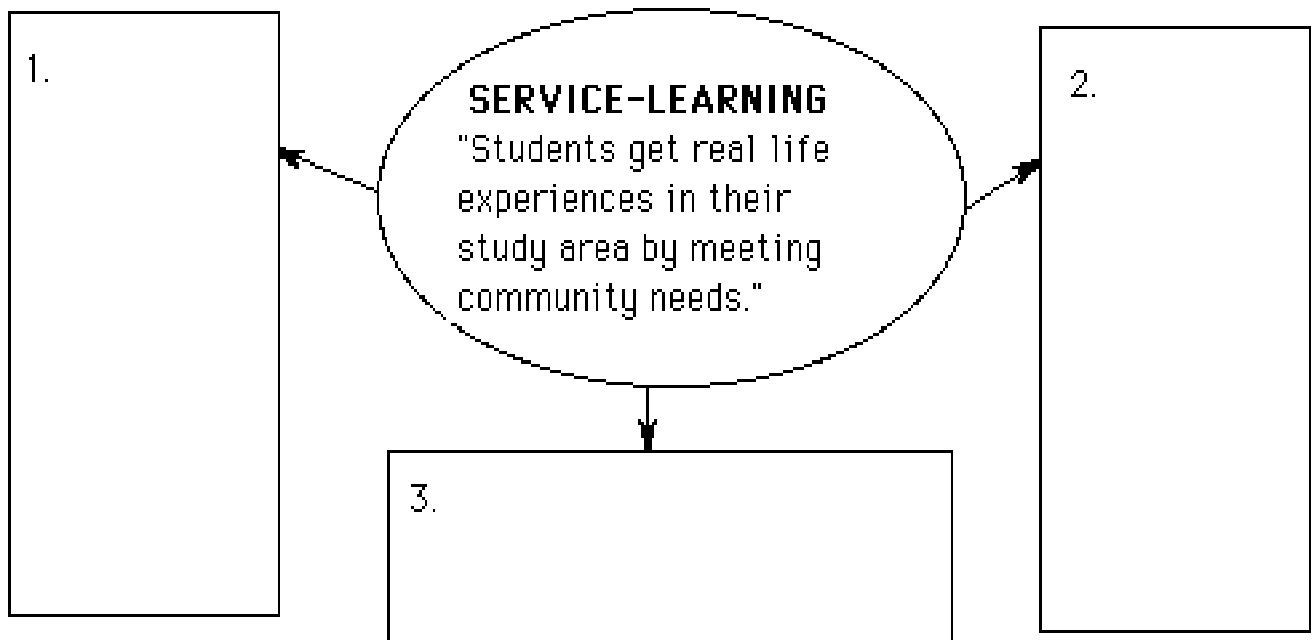 1.
SERVICE-LEARNING
"Students get real life
experiences in their
study area by meeting
community needs."
2.
3.